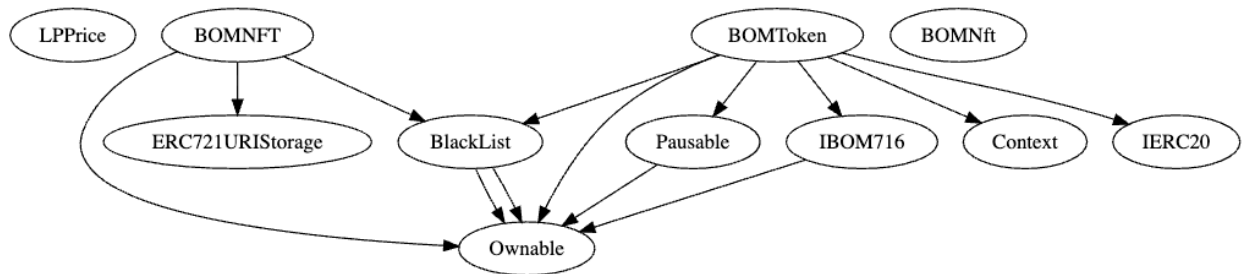 LPPrice
BOMNFT
BOMToken
BOMNft
ERC721URIStorage
BlackList
Pausable
IBOM716
Context
IERC20
Ownable